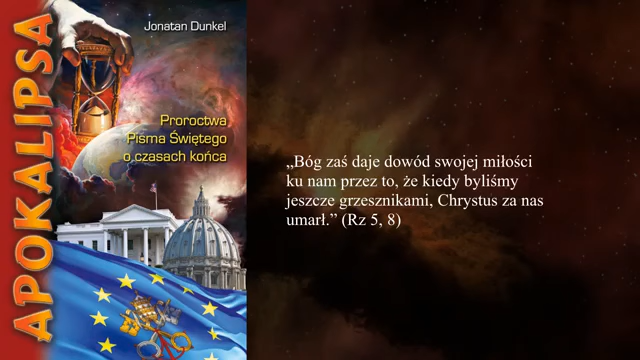 APOKALIPSA
Jonatan Dunkel
Proroctwa
Pisma Świętego
o czasach końca
„Bóg zaś daje dowód swojej miłości
ku nam przez to, że kiedy byliśmy
jeszcze grzesznikami, Chrystus za nas
umarł.” (Rz 5, 8)